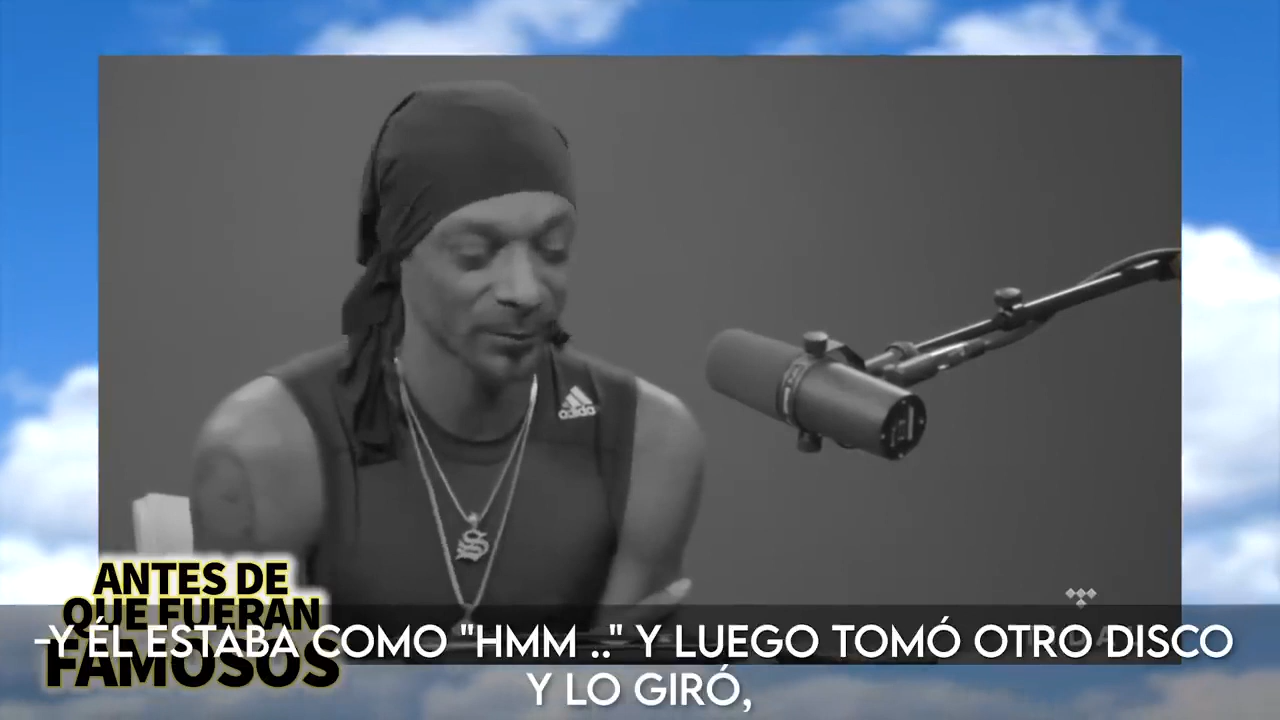 adidas
ANTES DE
QUE FUERAN
FAMOSOS
-Y ÉL ESTABA COMO "HMM .." Y LUEGO TOMÓ OTRO DISCO
Y LO GIRÓ,